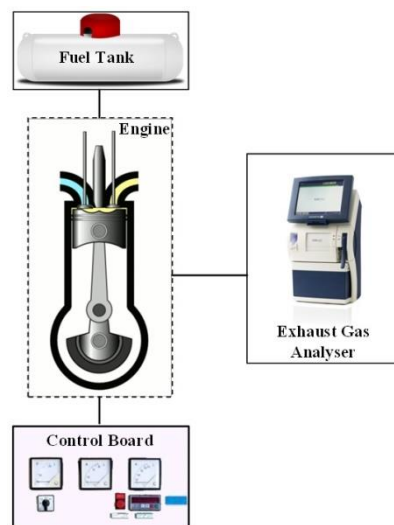 Fuel Tank
Engine
Exhaust Gas
Analyser
Control Board